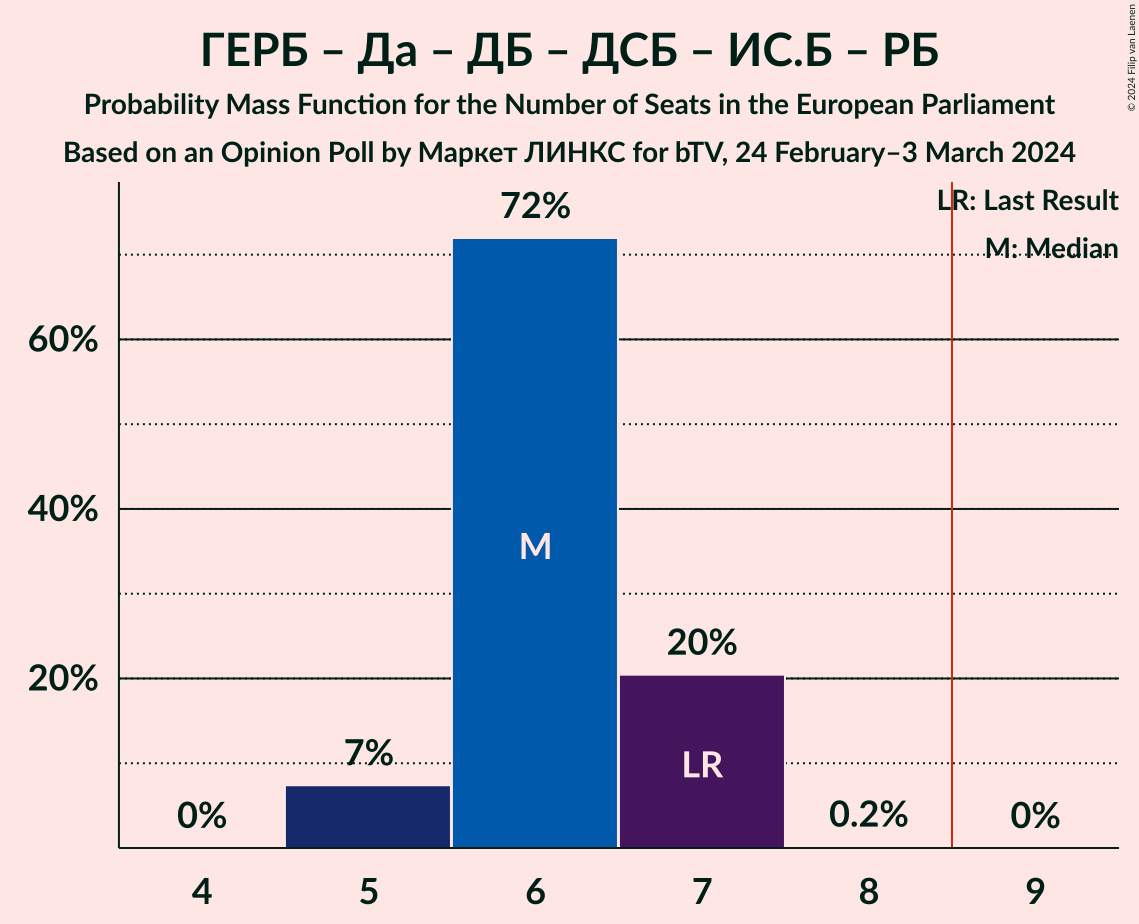 ГЕРБ – Да – ДБ – ДСБ – ИС.Б – РБ
Probability Mass Function for the Number of Seats in the European Parliament
Based on an Opinion Poll by Маркет ЛИНКС for bTV, 24 February–3 March 2024
© 2024 Filip van Laenen
LR: Last Result
M: Median
72%
60%
40%
20%
M
20%
LR
7%
0%
0.2%
0%
4 5 6 7 8 9